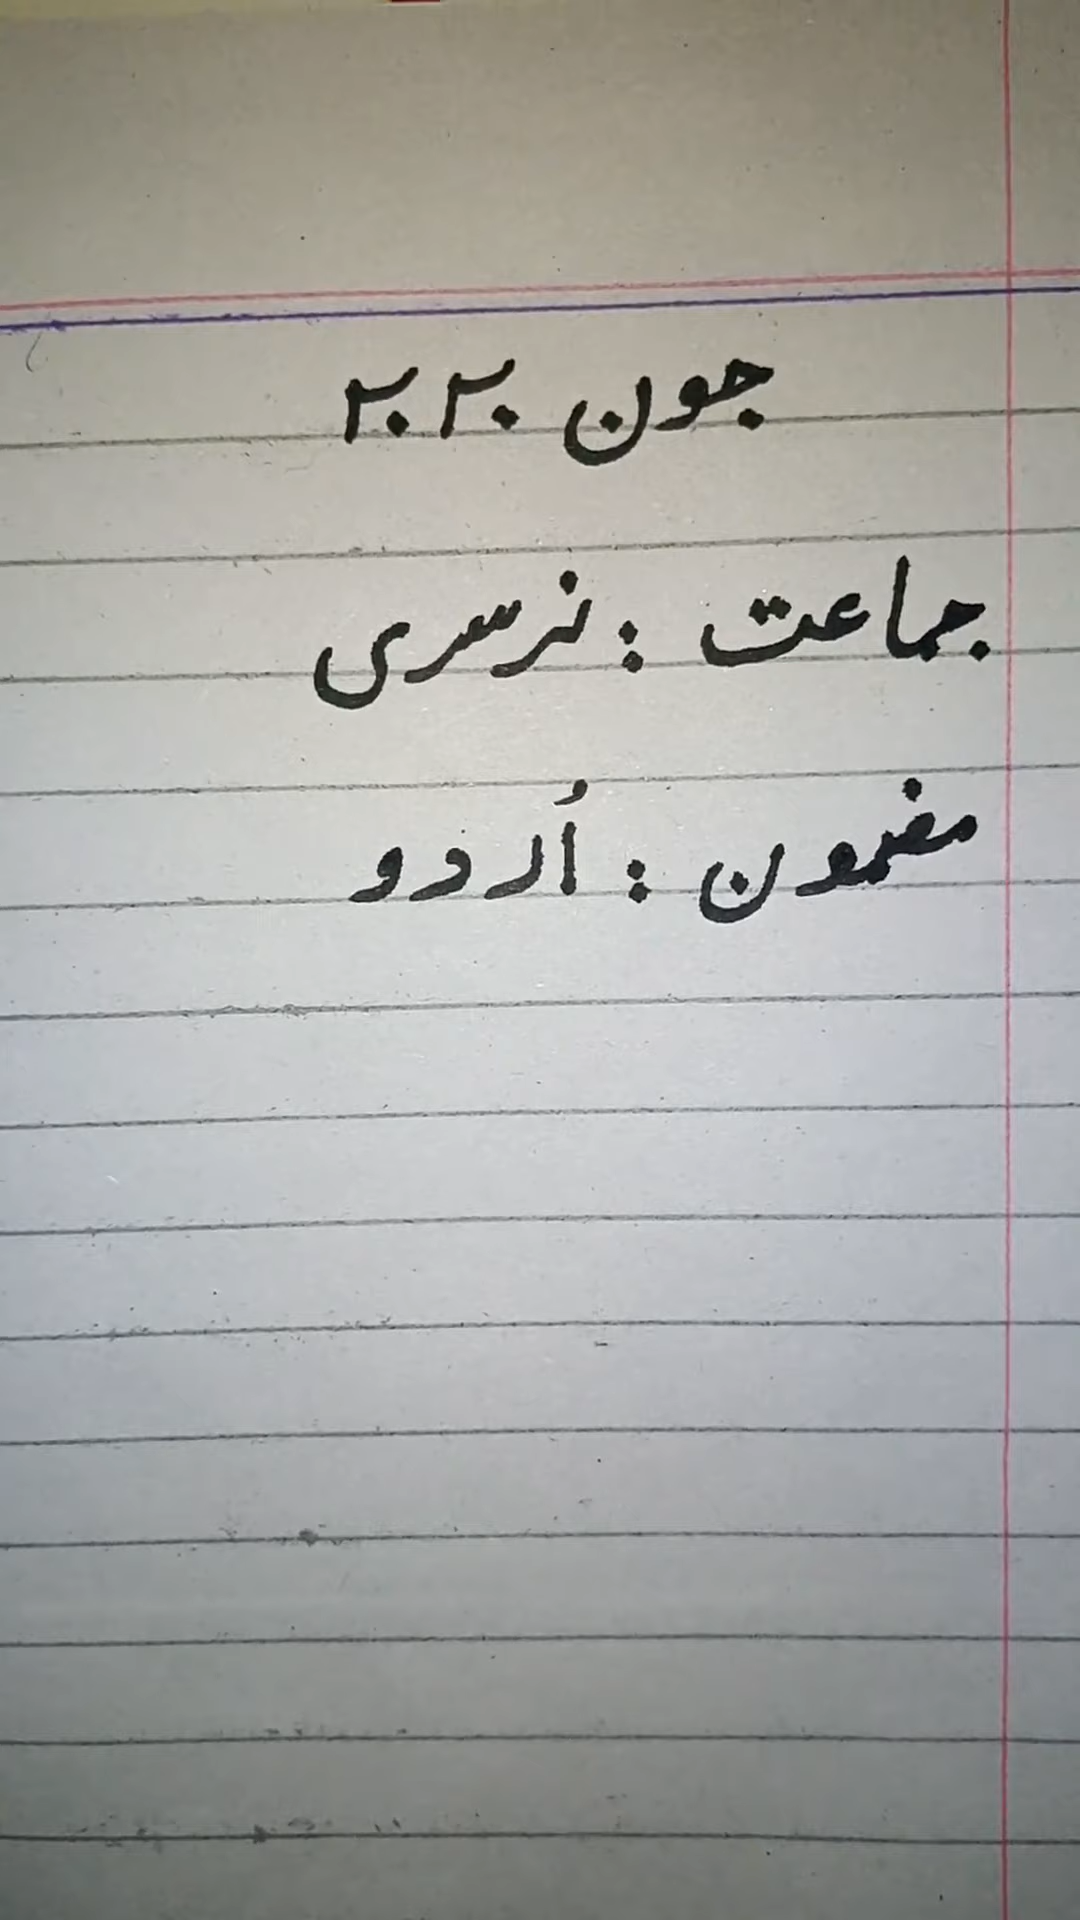 جون ۲۰۲۰
جماعت : نرسری
مضمون : اُردو